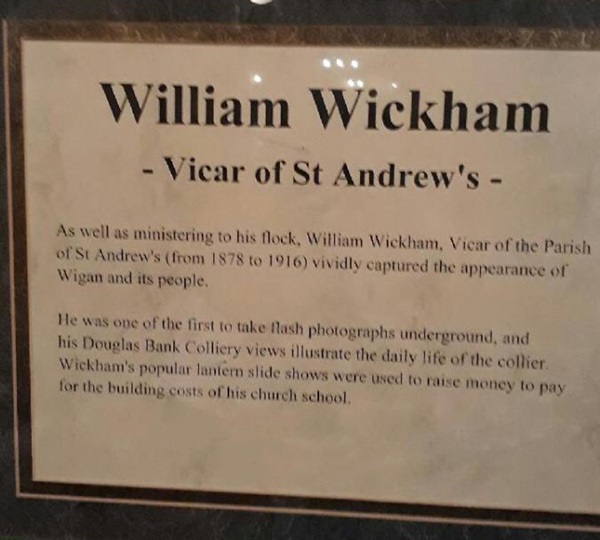 William Wickham
- Vicar of St Andrew's -
As well as ministering to his flock, William Wickham, Vicar of the Parish
of St Andrew's (from 1878 to 1916) vividly captured the appearance of
Wigan and its people.
He was one of the first to take flash photographs underground, and
his Douglas Bank Colliery views illustrate the daily life of the collier.
Wickham's popular lantern slide shows were used to raise money to pay
for the building costs of his church school.